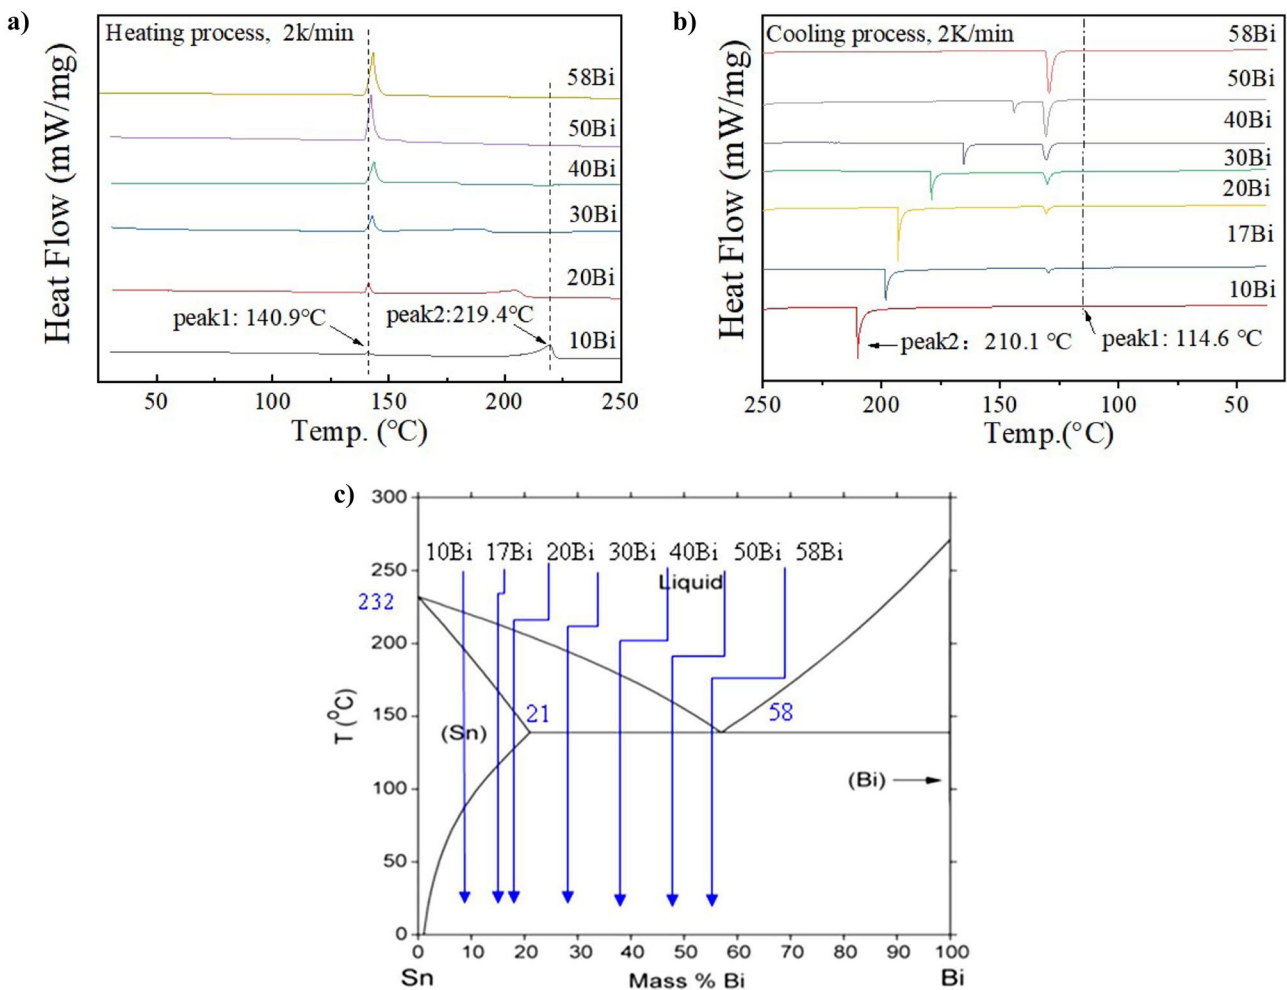 a)
Heating process, 2k/min
58Bi
50Bi
40Bi
30Bi
20Bi
10Bi
peak1: 140.9°C
peak2:219.4°C
Heat Flow (mW/mg)
50
100
150
200
250
Temp. (°C)
b)
Cooling process, 2K/min
58Bi
50Bi
40Bi
30Bi
20Bi
17Bi
10Bi
peak2: 210.1 °C
peak1: 114.6 °C
Heat Flow (mW/mg)
250
200
150
100
50
Temp.(°C)
c)
300
250
200
150
100
50
0
232
T (°C)
10Bi 17Bi 20Bi 30Bi 40Bi 50Bi 58Bi
Liquid
21
58
(Sn)
(Bi)
0 10 20 30 40 50 60 70 80 90 100
Sn Mass % Bi Bi